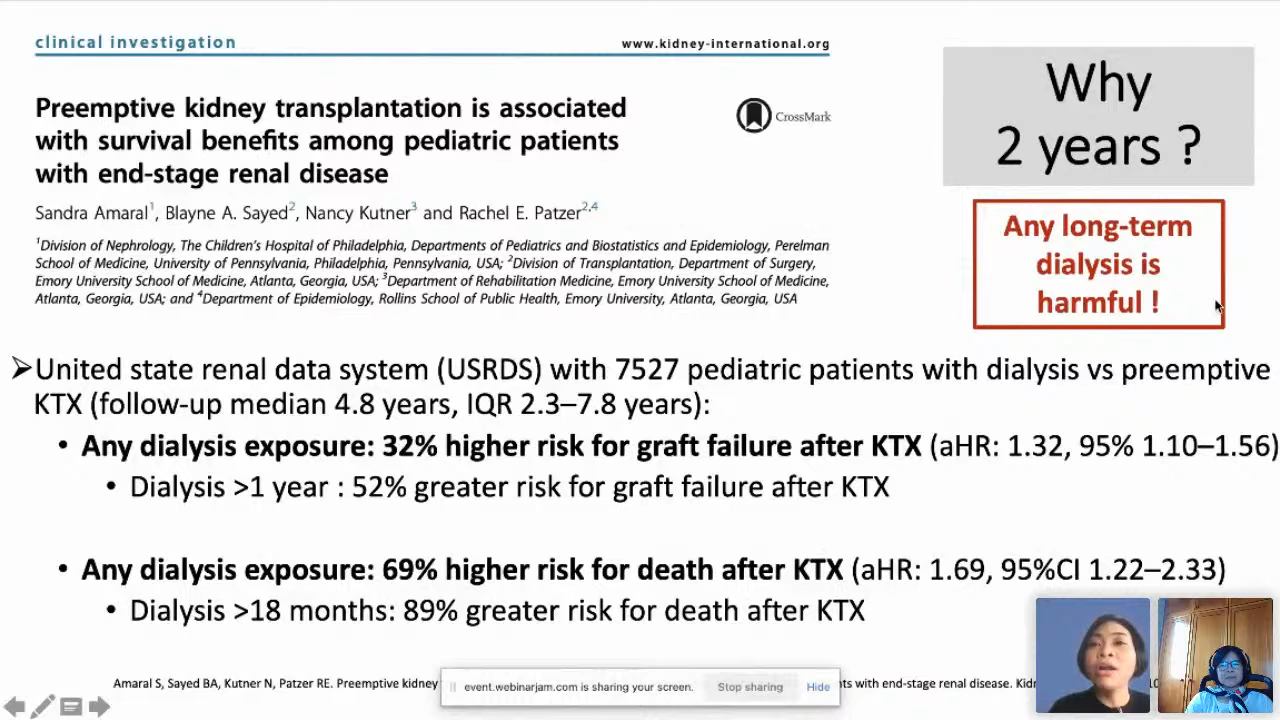 clinical investigation
www.kidney-international.org
Preemptive kidney transplantation is associated
with survival benefits among pediatric patients
with end-stage renal disease
CrossMark
Sandra Amaral1, Blayne A. Sayed2, Nancy Kutner3 and Rachel E. Patzer2,4
1Division of Nephrology, The Children's Hospital of Philadelphia, Departments of Pediatrics and Biostatistics and Epidemiology, Perelman
School of Medicine, University of Pennsylvania, Philadelphia, Pennsylvania, USA; 2Division of Transplantation, Department of Surgery,
Emory University School of Medicine, Atlanta, Georgia, USA; 3Department of Rehabilitation Medicine, Emory University School of Medicine,
Atlanta, Georgia, USA; and 4Department of Epidemiology, Rollins School of Public Health, Emory University, Atlanta, Georgia, USA
Why
2 years ?
Any long-term
dialysis is
harmful !
➢United state renal data system (USRDS) with 7527 pediatric patients with dialysis vs preemptive
KTX (follow-up median 4.8 years, IQR 2.3–7.8 years):
• Any dialysis exposure: 32% higher risk for graft failure after KTX (aHR: 1.32, 95% 1.10–1.56)
• Dialysis >1 year : 52% greater risk for graft failure after KTX
• Any dialysis exposure: 69% higher risk for death after KTX (aHR: 1.69, 95%CI 1.22–2.33)
• Dialysis >18 months: 89% greater risk for death after KTX
Amaral S, Sayed BA, Kutner N, Patzer RE. Preemptive kidney
with end-stage renal disease.
event.webinarjam.com is sharing your screen.
Stop sharing
Hide